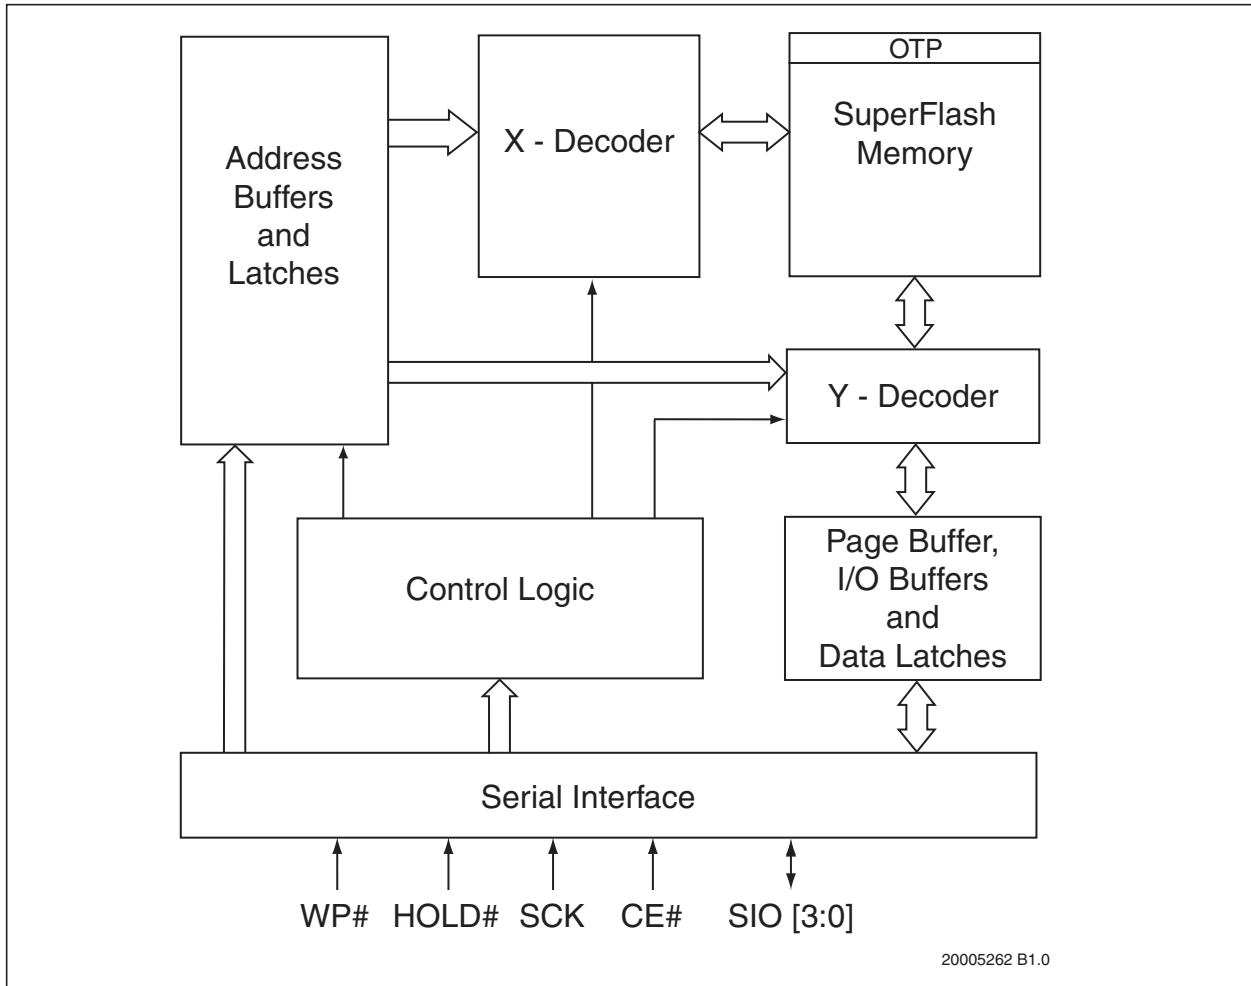 OTP
SuperFlash
Memory
X - Decoder
Address
Buffers
and
Latches
Y - Decoder
Page Buffer,
I/O Buffers
and
Data Latches
Control Logic
Serial Interface
WP# HOLD# SCK CE# SIO [3:0]
20005262 B1.0